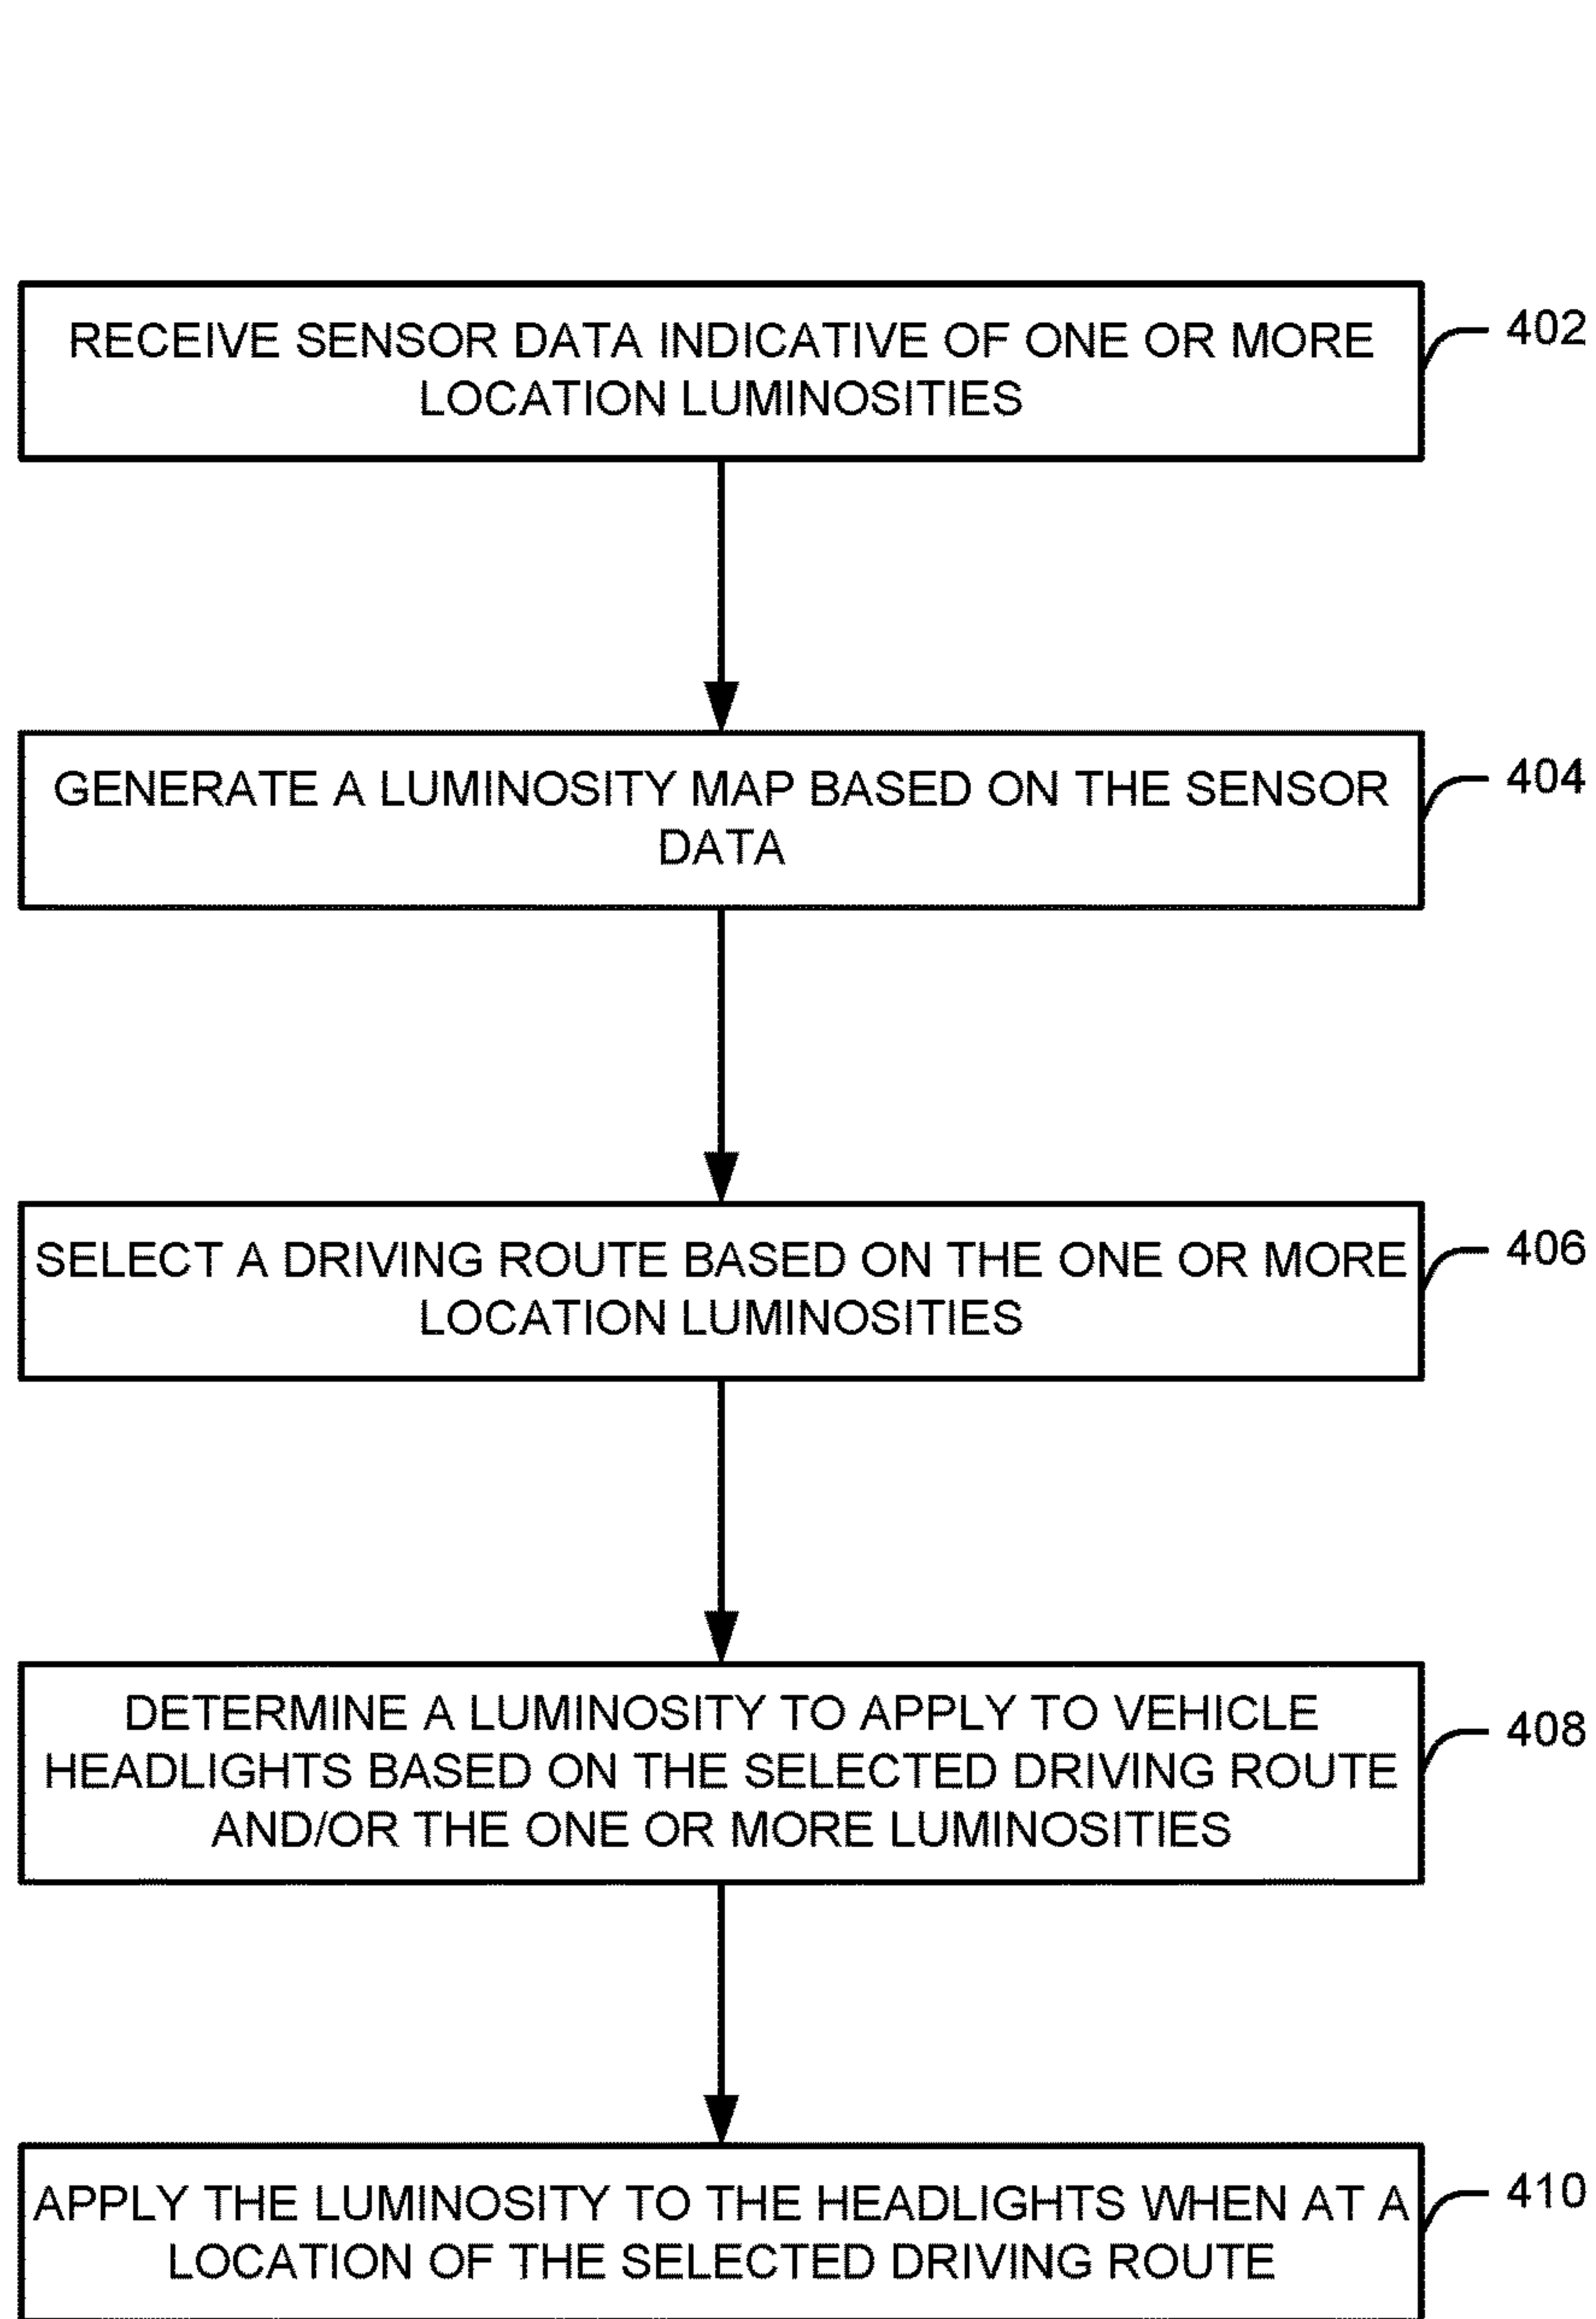 RECEIVE SENSOR DATA INDICATIVE OF ONE OR MORE
LOCATION LUMINOSITIES
402
GENERATE A LUMINOSITY MAP BASED ON THE SENSOR
DATA
404
SELECT A DRIVING ROUTE BASED ON THE ONE OR MORE
LOCATION LUMINOSITIES
406
DETERMINE A LUMINOSITY TO APPLY TO VEHICLE
HEADLIGHTS BASED ON THE SELECTED DRIVING ROUTE
AND/OR THE ONE OR MORE LUMINOSITIES
408
APPLY THE LUMINOSITY TO THE HEADLIGHTS WHEN AT A
LOCATION OF THE SELECTED DRIVING ROUTE
410